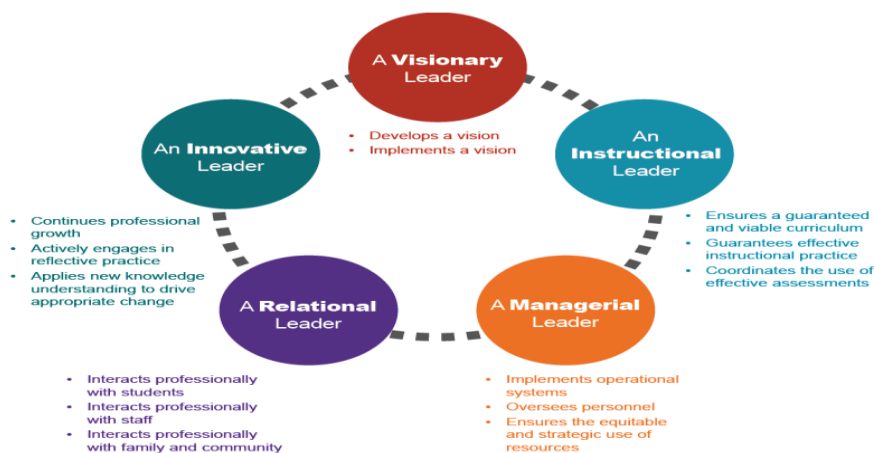 A Visionary
Leader
• Develops a vision
• Implements a vision
An
Instructional
Leader
• Ensures a guaranteed
and viable curriculum
• Guarantees effective
instructional practice
• Coordinates the use of
effective assessments
A Managerial
Leader
• Implements operational
systems
• Oversees personnel
• Ensures the equitable
and strategic use of
resources
A Relational
Leader
• Interacts professionally
with students
• Interacts professionally
with staff
• Interacts professionally
with family and community
An Innovative
Leader
• Continues professional
growth
• Actively engages in
reflective practice
• Applies new knowledge
understanding to drive
appropriate change